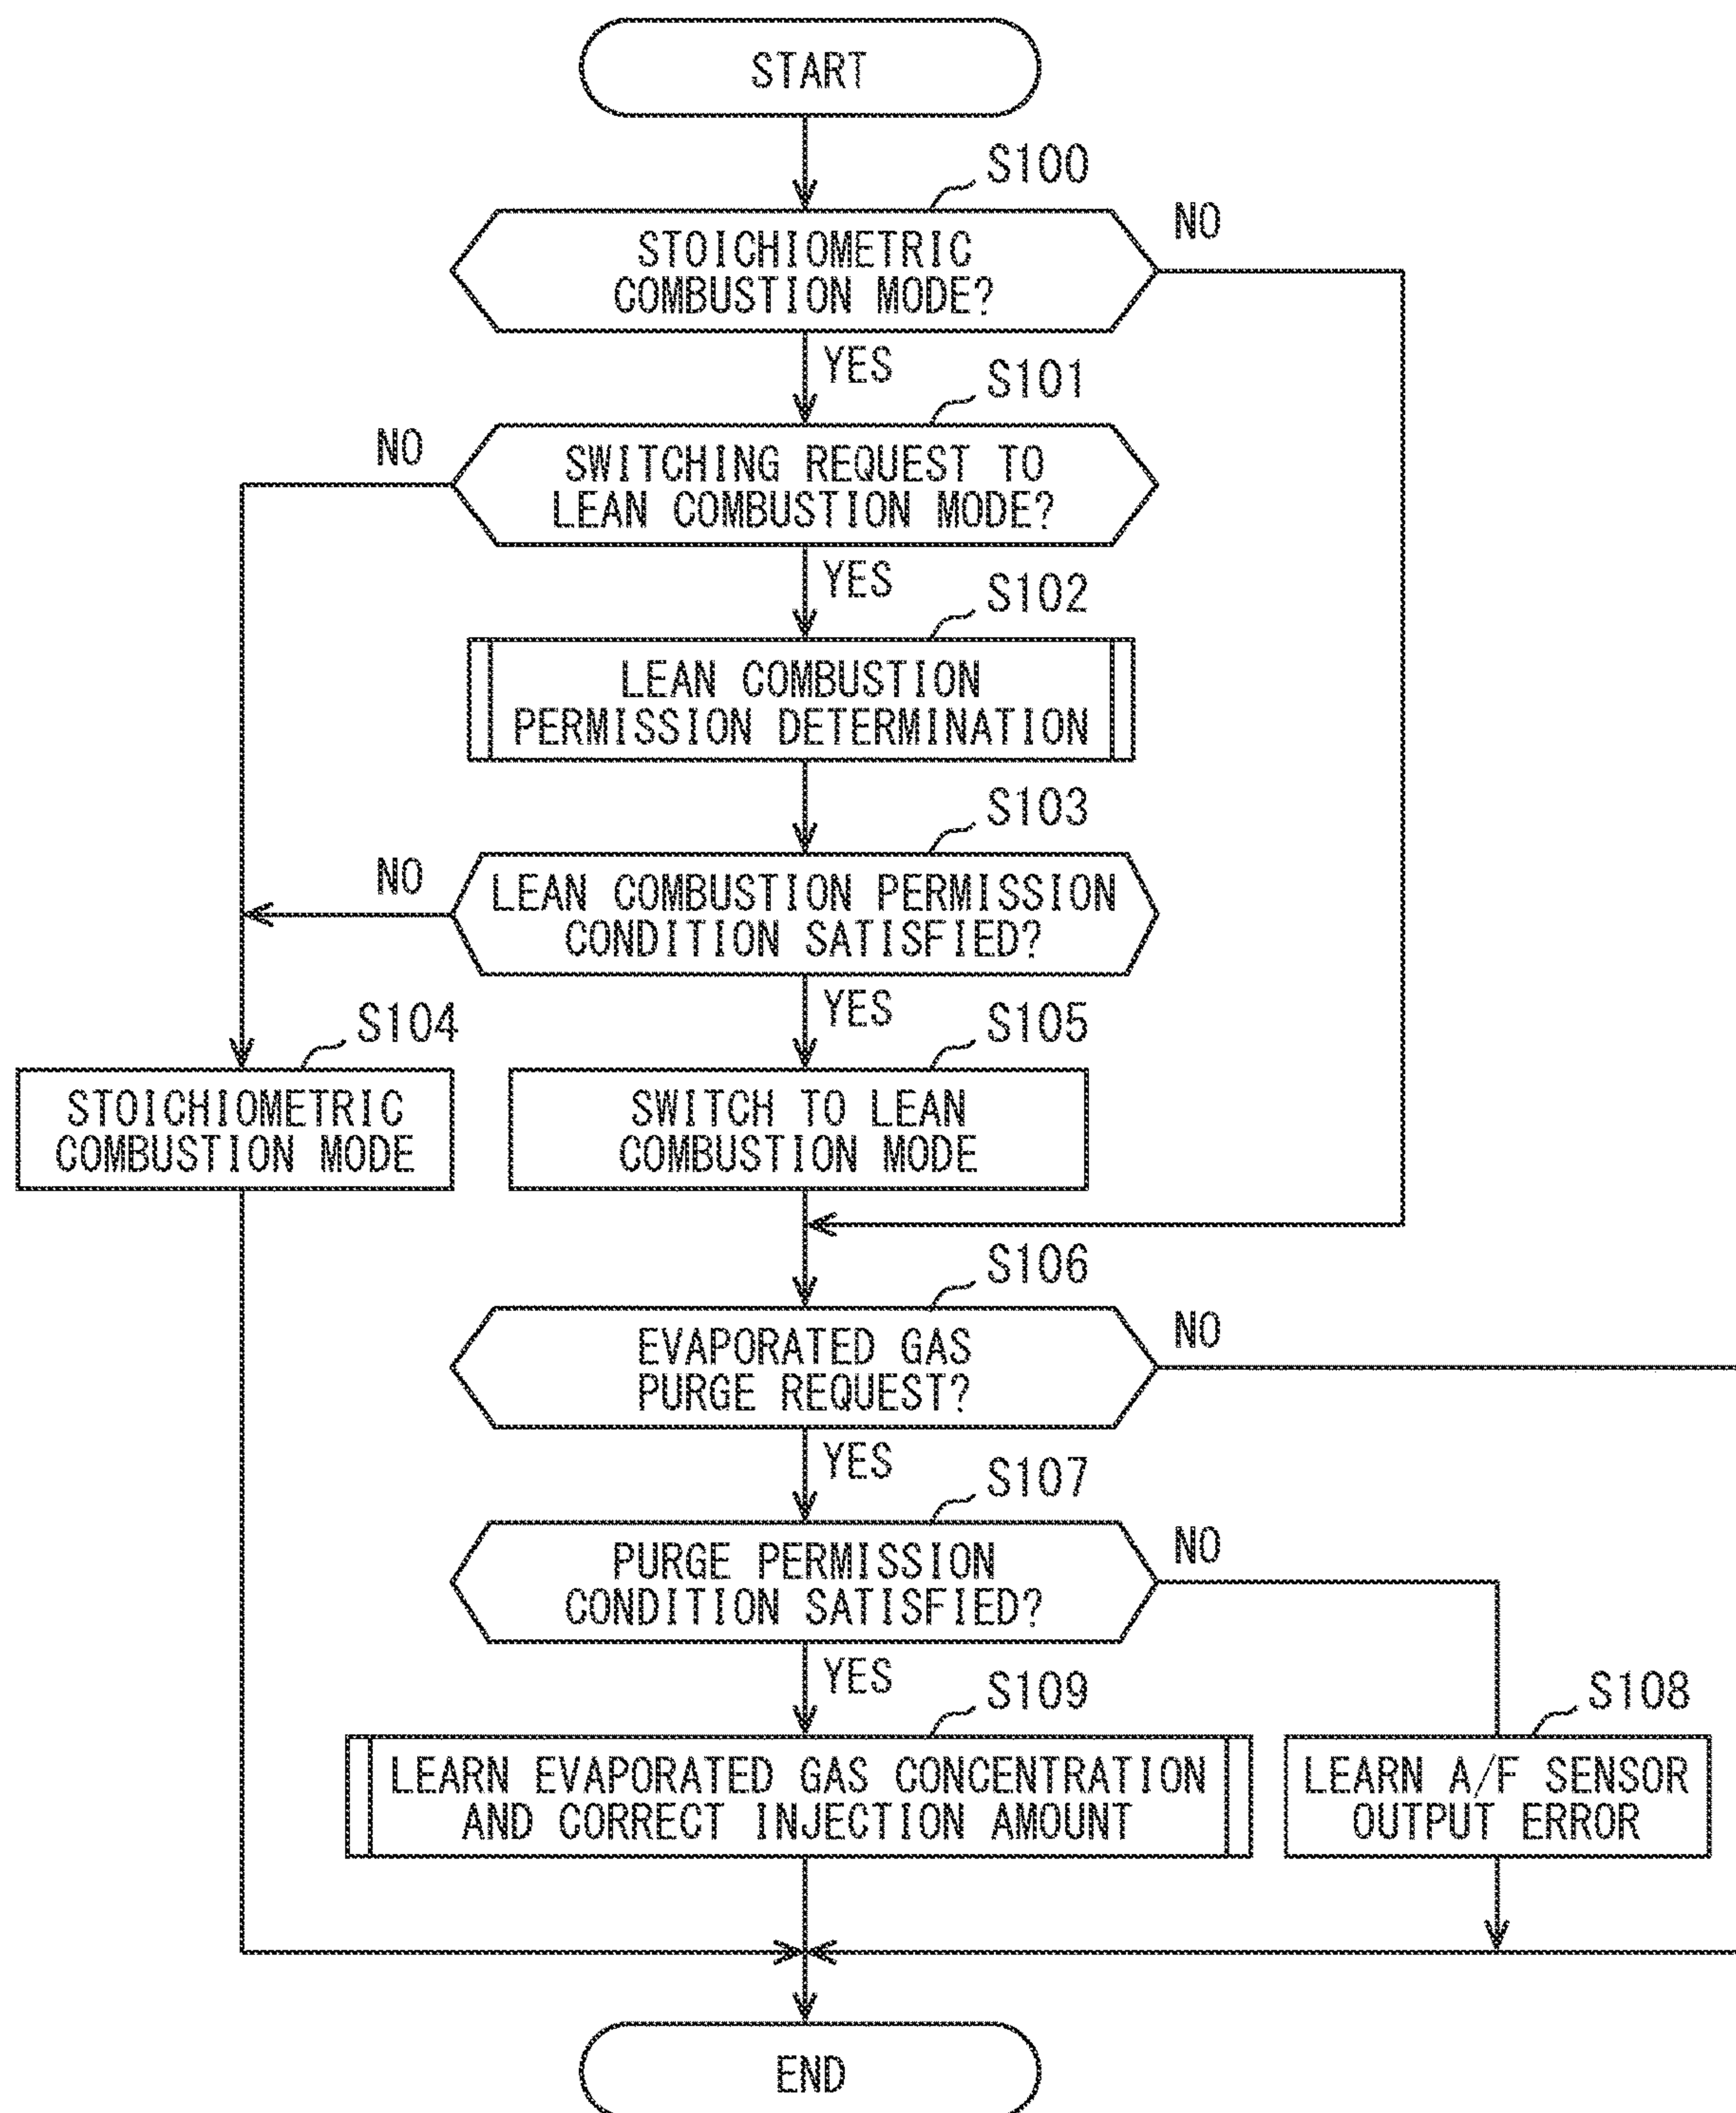 START
S100
STOICHIOMETRIC
COMBUSTION MODE?
NO
YES
S101
SWITCHING REQUEST TO
LEAN COMBUSTION MODE?
NO
YES
S102
LEAN COMBUSTION
PERMISSION DETERMINATION
S103
LEAN COMBUSTION PERMISSION
CONDITION SATISFIED?
NO
YES
S104
STOICHIOMETRIC
COMBUSTION MODE
S105
SWITCH TO LEAN
COMBUSTION MODE
S106
EVAPORATED GAS
PURGE REQUEST?
NO
YES
S107
PURGE PERMISSION
CONDITION SATISFIED?
NO
YES
S109
LEARN EVAPORATED GAS CONCENTRATION
AND CORRECT INJECTION AMOUNT
S108
LEARN A/F SENSOR
OUTPUT ERROR
END